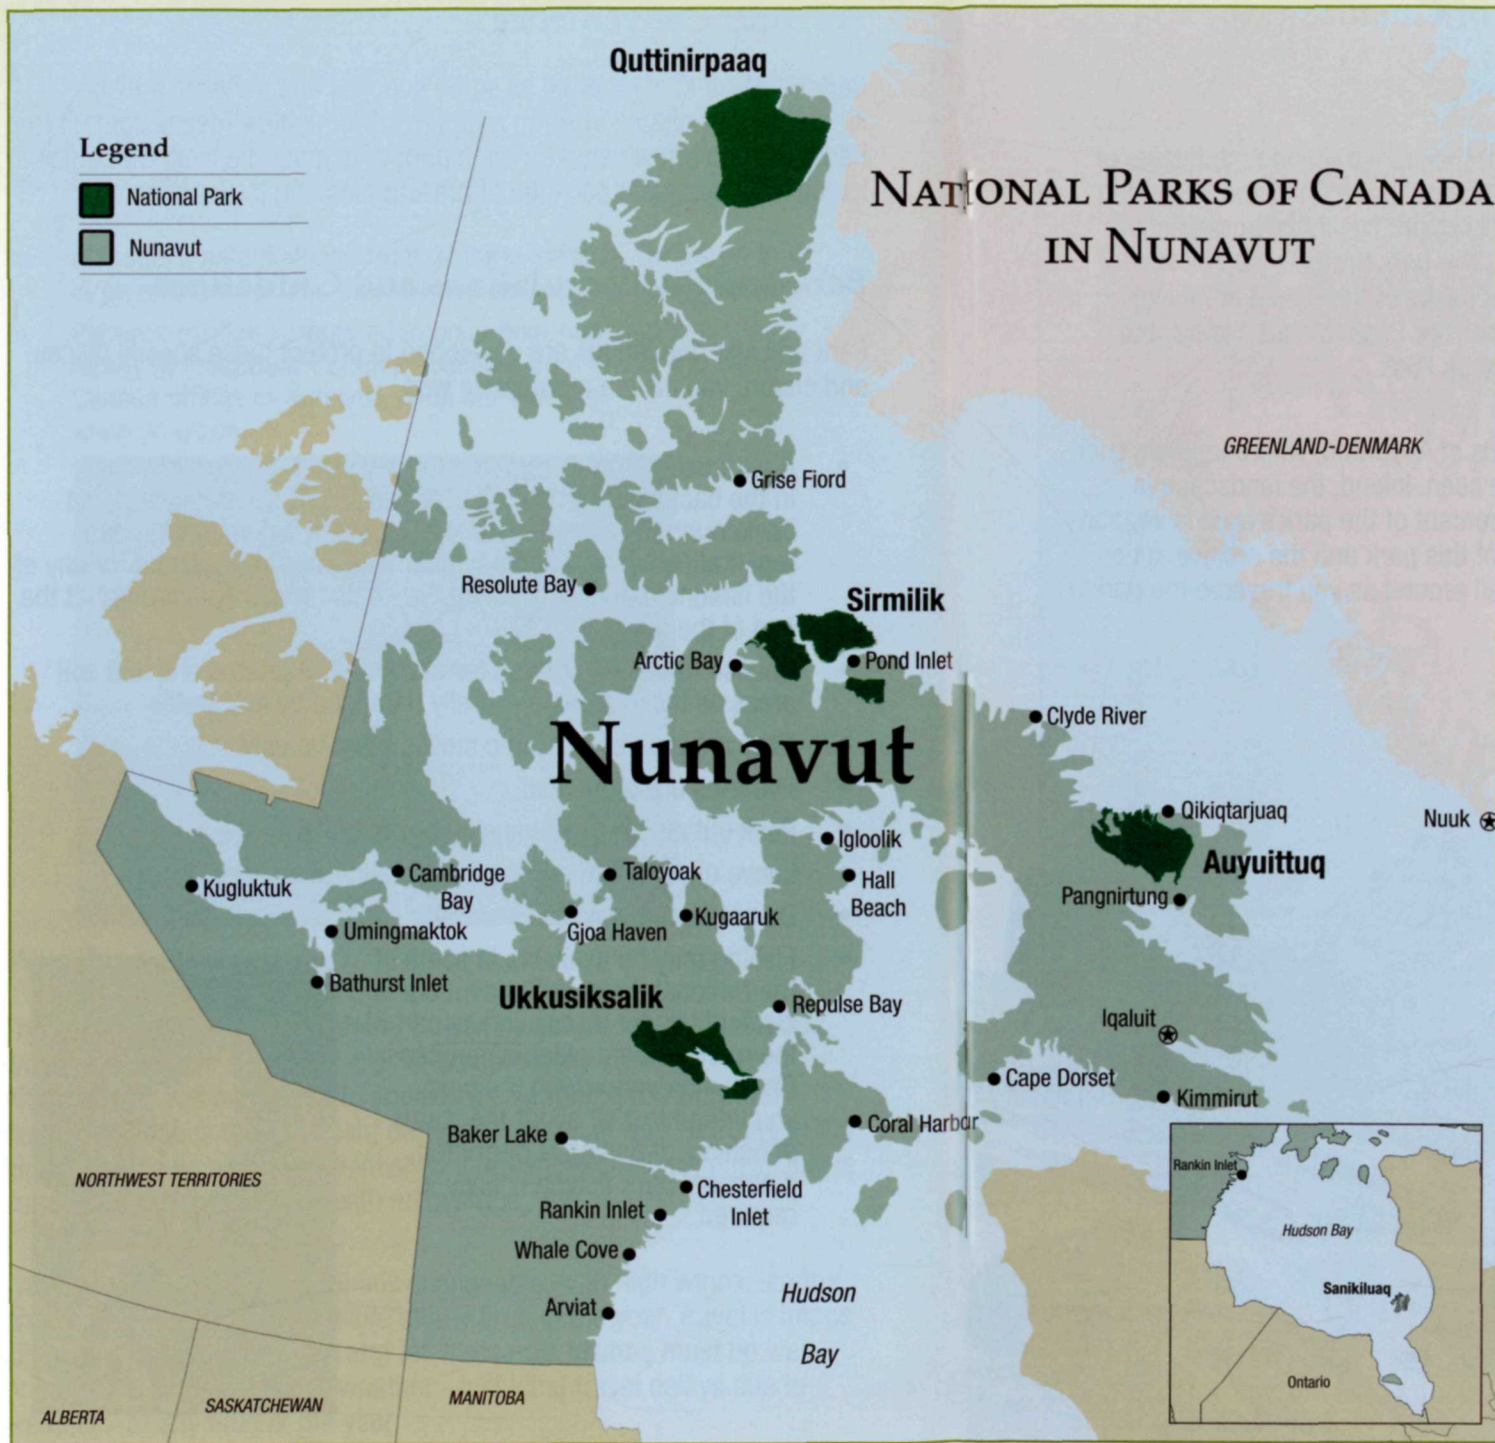 Quttinirpaaq
Legend
National Park
Nunavut
NATIONAL PARKS OF CANADA
IN NUNAVUT
GREENLAND-DENMARK
Grise Fiord
Resolute Bay
Sirmilik
Arctic Bay
Pond Inlet
Clyde River
Nunavut
Qikiqtarjuaq
Nuuk
Igloolik
Auyuittuq
Taloyoak
Cambridge
Bay
Hall
Beach
Kugluktuk
Pangnirtung
Kugaaruk
Gjoa Haven
Umingmaktok
Bathurst Inlet
Ukkusiksalik
Repulse Bay
Iqaluit
Cape Dorset
Kimmirut
Coral Harbour
Baker Lake
NORTHWEST TERRITORIES
Chesterfield
Inlet
Rankin Inlet
Whale Cove
Arviat
Hudson
Bay
Rankin Inlet
Hudson Bay
Sanikiluaq
Ontario
ALBERTA
SASKATCHEWAN
MANITOBA